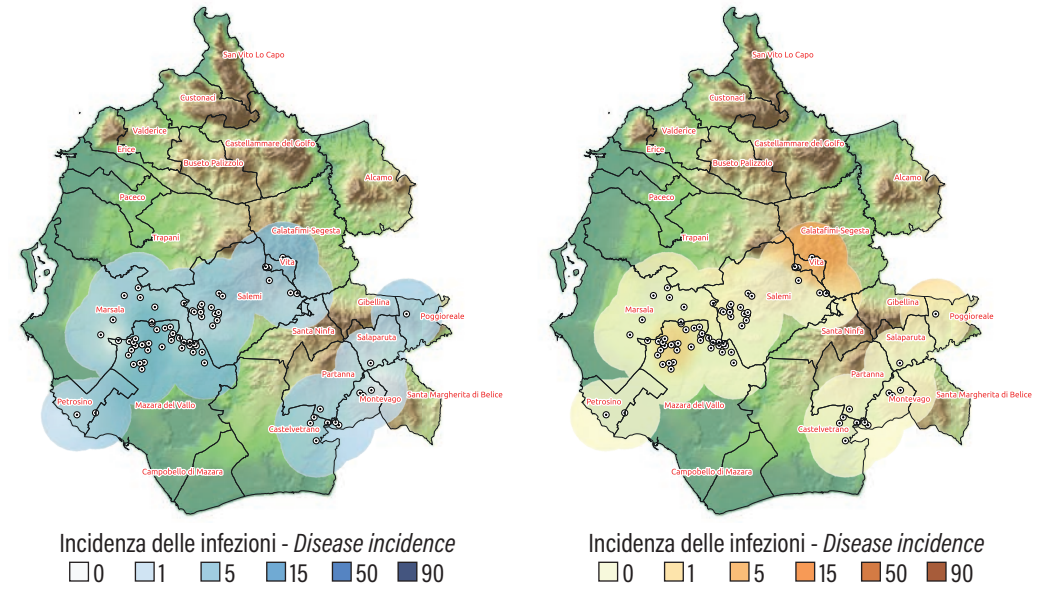 San Vito Lo Capo
Custonaci
Valderice
Erice
Castellammare del Golfo
Buseto Palizzolo
Alcamo
Paceco
Trapani
Calatafimi-Segesta
Vita
Salemi
Gibellina
Marsala
Poggioreale
Santa Ninfa
Salaparuta
Partanna
Petrosino
Mazara del Vallo
Montevago
Santa Margherita di Belice
Castelvetrano
Campobello di Mazara
Incidenza delle infezioni - Disease incidence
0 1 5 15 50 90
San Vito Lo Capo
Custonaci
Valderice
Erice
Castellammare del Golfo
Buseto Palizzolo
Alcamo
Paceco
Trapani
Calatafimi-Segesta
Vita
Salemi
Gibellina
Marsala
Poggioreale
Santa Ninfa
Salaparuta
Partanna
Petrosino
Mazara del Vallo
Montevago
Santa Margherita di Belice
Castelvetrano
Campobello di Mazara
Incidenza delle infezioni - Disease incidence
0 1 5 15 50 90